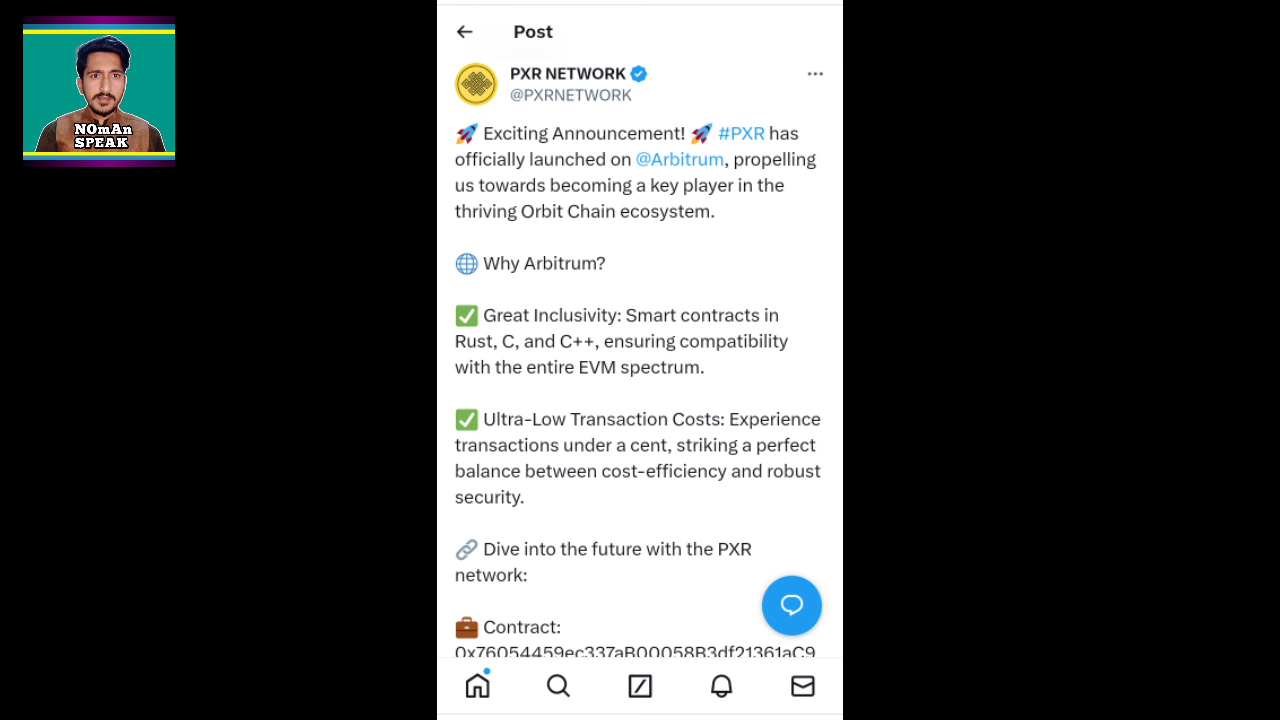 NOmAn
SPEAK
Post
PXR NETWORK
@PXRNETWORK
🚀 Exciting Announcement! 🚀 #PXR has
officially launched on @Arbitrum, propelling
us towards becoming a key player in the
thriving Orbit Chain ecosystem.
🌐 Why Arbitrum?
✅ Great Inclusivity: Smart contracts in
Rust, C, and C++, ensuring compatibility
with the entire EVM spectrum.
✅ Ultra-Low Transaction Costs: Experience
transactions under a cent, striking a perfect
balance between cost-efficiency and robust
security.
🔗 Dive into the future with the PXR
network:
💼 Contract:
0x76054459ec337aB00058B3df21361aC9